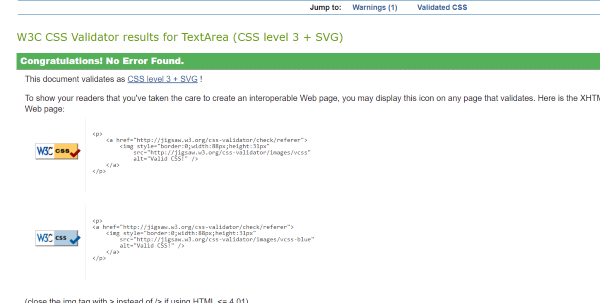 Jump to: Warnings (1) Validated CSS
W3C CSS Validator results for TextArea (CSS level 3 + SVG)
Congratulations! No Error Found.
This document validates as CSS level 3 + SVG !
To show your readers that you've taken the care to create an interoperable Web page, you may display this icon on any page that validates. Here is the
Web page:
<p>
<a href="http://jigsaw.w3.org/css-validator/check/referer">
W3C css
<img style="border:0;width:88px;height:31px"
src="http://jigsaw.w3.org/css-validator/images/vcss"
alt="Valid CSS!" />
</a>
</p>
<p>
<a href="http://jigsaw.w3.org/css-validator/check/referer">
<img style="border:0;width:88px;height:31px"
W3C css
src="http://jigsaw.w3.org/css-validator/images/vcss-blue"
alt="Valid CSS!" />
</a>
</p>
(close the img tag with > instead of /> if using HTML <= 4.01)